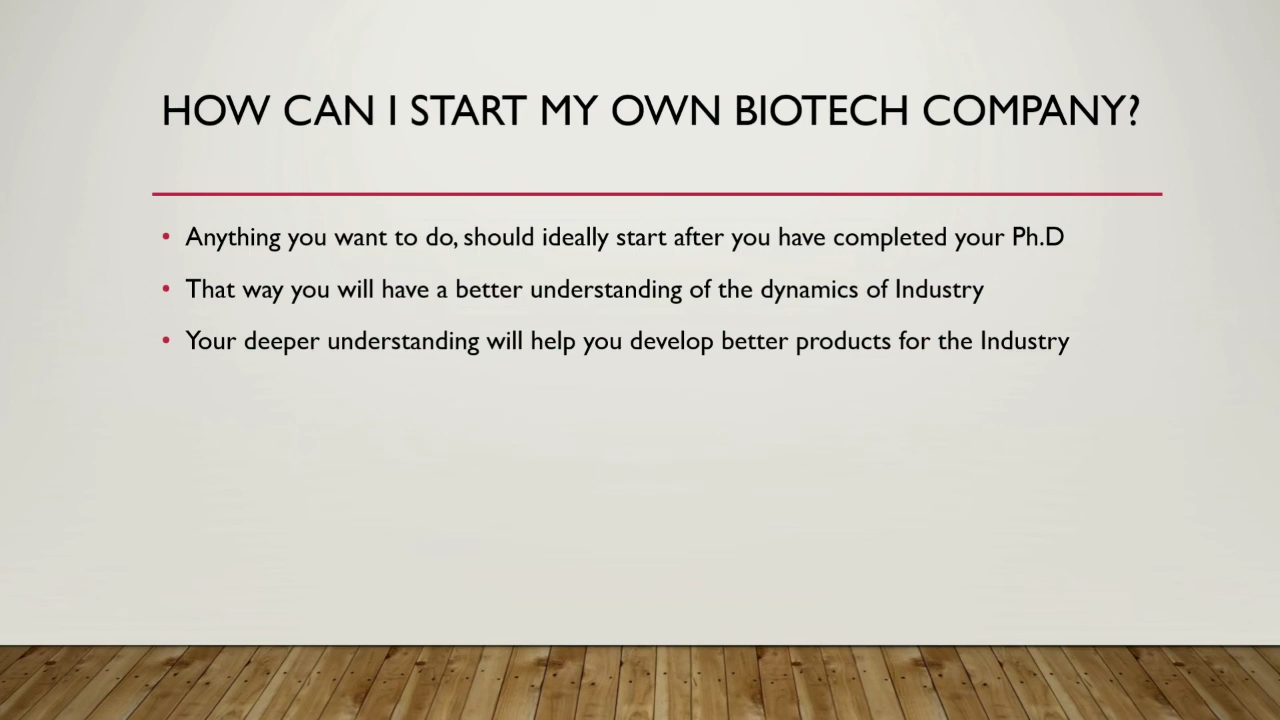 HOW CAN I START MY OWN BIOTECH COMPANY?
• Anything you want to do, should ideally start after you have completed your Ph.D
• That way you will have a better understanding of the dynamics of Industry
• Your deeper understanding will help you develop better products for the Industry